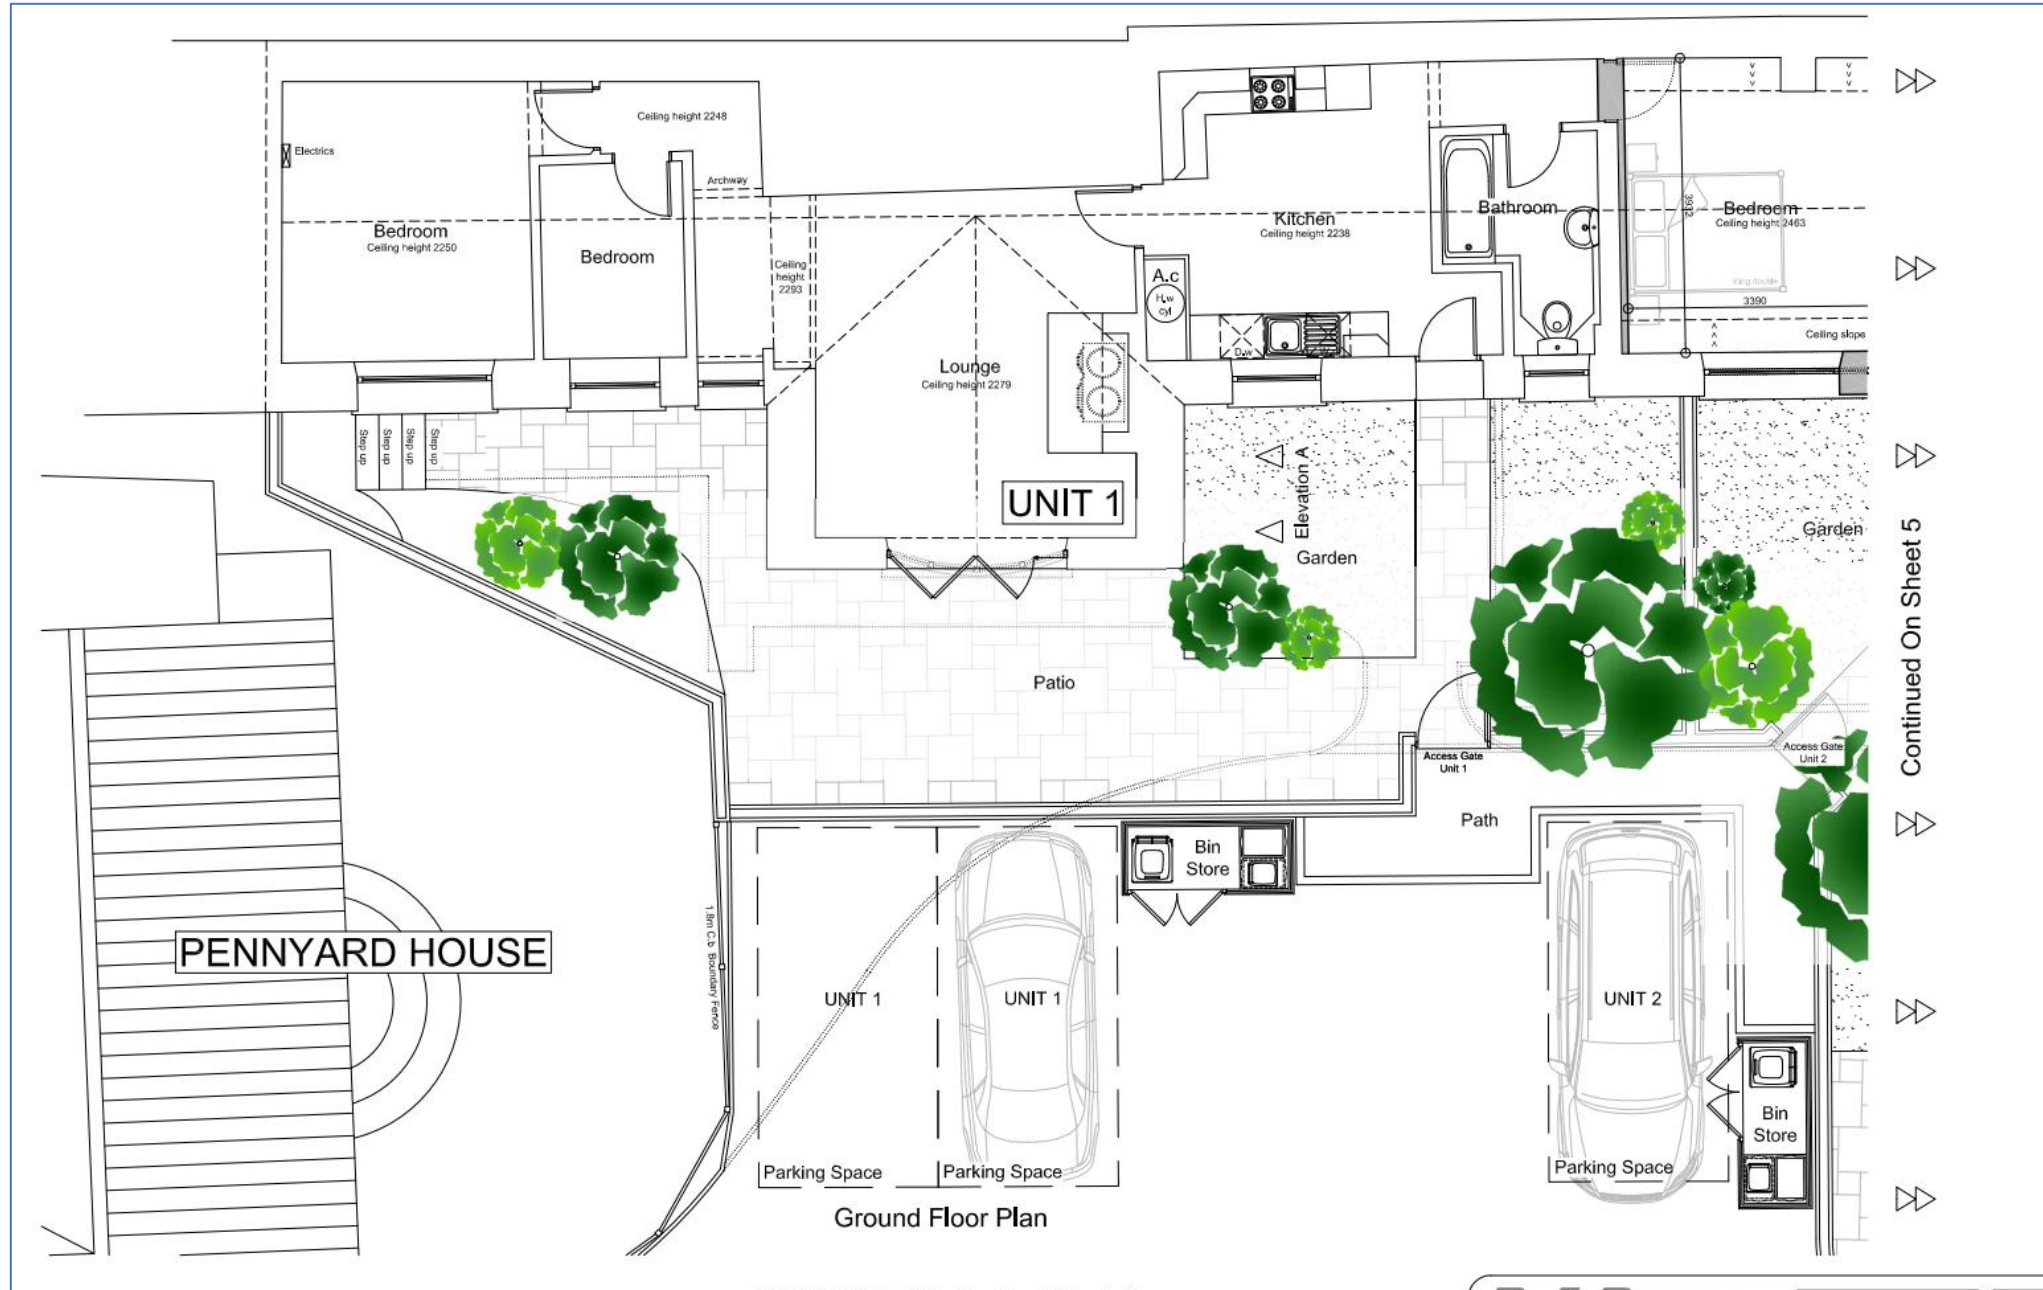 Ceiling height 2248
Electrics
Archway
Bedroom
Ceiling height 2250
Bedroom
Ceiling
height
2293
Kitchen
Ceiling height 2238
Bathroom
Bedroom
Ceiling height 2463
3932
King double
3390
Ceiling slope
A.c
H.w
cyl
D.w
Lounge
Ceiling height 2279
Step up
Step up
Step up
Step up
UNIT 1
Elevation A
Garden
Garden
Continued On Sheet 5
Patio
Access Gate
Unit 1
Access Gate
Unit 2
Path
Bin
Store
PENNYARD HOUSE
1.8m C.b Boundary Fence
UNIT 1
UNIT 1
UNIT 2
Bin
Store
Parking Space
Parking Space
Parking Space
Ground Floor Plan